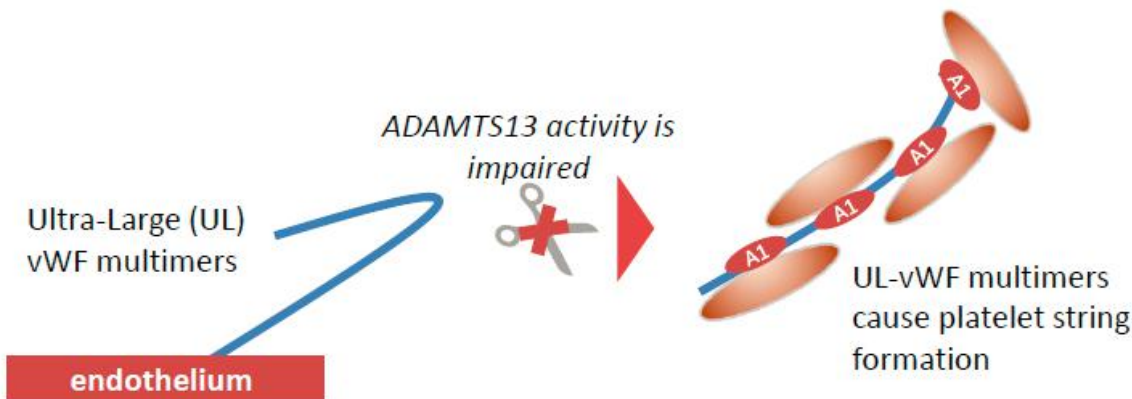 ADAMTS13 activity is
impaired
Ultra-Large (UL)
vWF multimers
endothelium
A1
A1
A1
A1
UL-vWF multimers
cause platelet string
formation